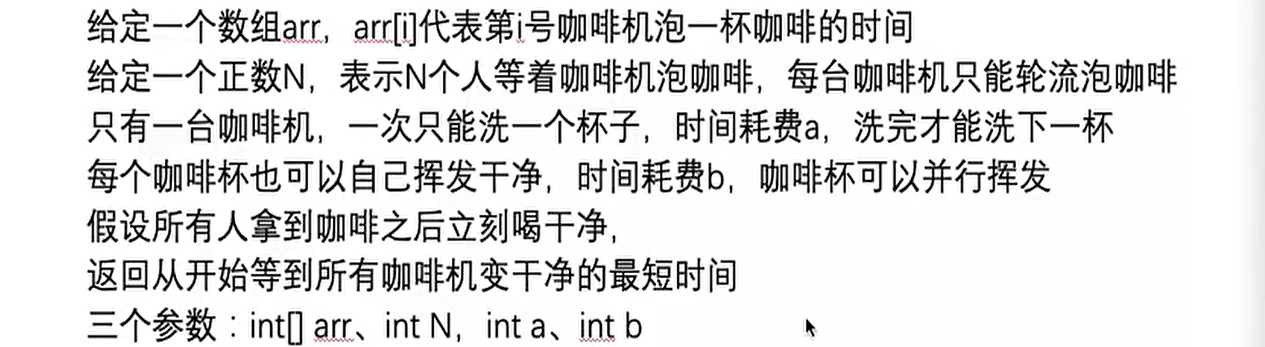 给定一个数组arr，arr[i]代表第i号咖啡机泡一杯咖啡的时间
给定一个正数N，表示N个人等着咖啡机泡咖啡，每台咖啡机只能轮流泡咖啡
只有一台咖啡机，一次只能洗一个杯子，时间耗费a，洗完才能洗下一杯
每个咖啡杯也可以自己挥发干净，时间耗费b，咖啡杯可以并行挥发
假设所有人拿到咖啡之后立刻喝干净，
返回从开始等到所有咖啡机变干净的最短时间
三个参数：int[] arr、int N，int a、int b